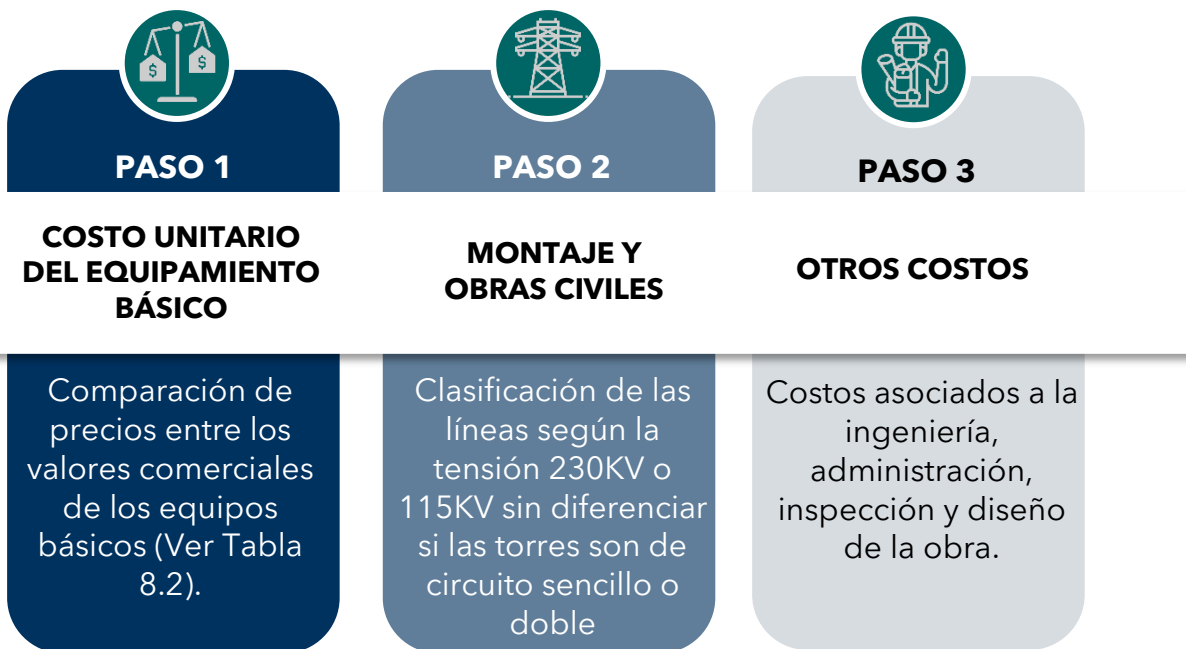 $ $
PASO 1
COSTO UNITARIO
DEL EQUIPAMIENTO
BÁSICO
Comparación de
precios entre los
valores comerciales
de los equipos
básicos (Ver Tabla
8.2).
PASO 2
MONTAJE Y
OBRAS CIVILES
Clasificación de las
líneas según la
tensión 230KV o
115KV sin diferenciar
si las torres son de
circuito sencillo o
doble
PASO 3
OTROS COSTOS
Costos asociados a la
ingeniería,
administración,
inspección y diseño
de la obra.